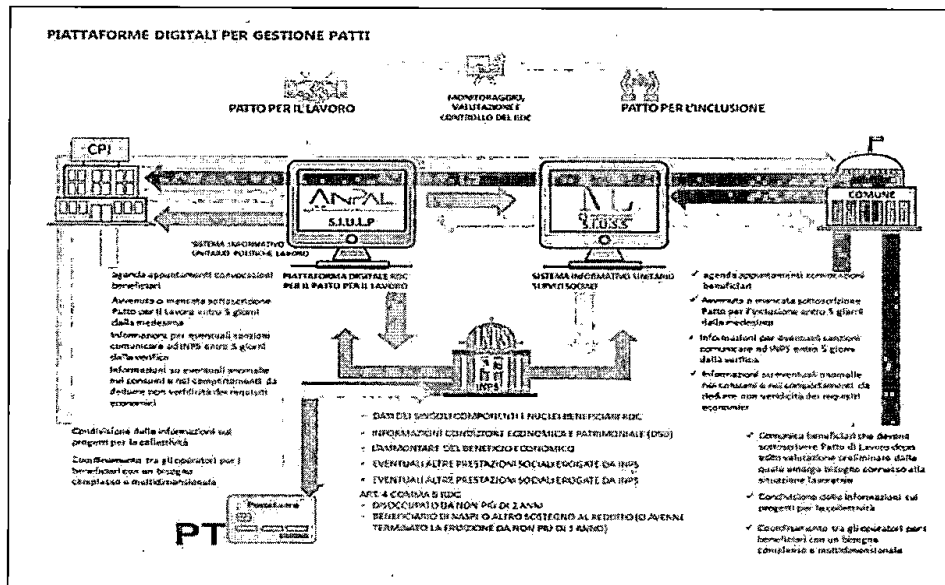 PIATTAFORME DIGITALI PER GESTIONE PATTI
PATTO PER IL LAVORO
MONITORAGGIO,
VALUTAZIONE E
CONTROLLO DEL RDC
PATTO PER L'INCLUSIONE
CPI
ANPAL
S.I.U.L.P
S.I.U.S.S
COMUNE
SISTEMA INFORMATIVO
UNITARIO POLITICHE LAVORO
PIATTAFORMA DIGITALE RDC
PER IL PATTO PER IL LAVORO
SISTEMA INFORMATIVO UNITARIO
SERVIZI SOCIALI
agenda appuntamenti convocazioni
beneficiari
Avvenuta o mancata sottoscrizione
Patto per il Lavoro entro 5 giorni
dalla medesima
Informazioni per eventuali sanzioni
comunicare ad INPS entro 5 giorni
dalla verifica
Informazioni su eventuali anomalie
nei consumi e nei comportamenti da
dedurre non veridicità dei requisiti
economici
Condivisione delle informazioni sui
progetti per la collettività
Coordinamento tra gli operatori per i
beneficiari con un bisogno
complesso e multidimensionale
INPS
- DATI DEI SINGOLI COMPONENTI E NUCLEI BENEFICIARI RDC
- INFORMAZIONI CONDIZIONE ECONOMICA E PATRIMONIALE (DSU)
- L'AMMONTARE DEL BENEFICIO ECONOMICO
- EVENTUALI ALTRE PRESTAZIONI SOCIALI EROGATE DA INPS
- EVENTUALI ALTRE PRESTAZIONI SOCIALI EROGATE DA INPS
ART. 4 COMMA 5 RDC
- DISOCCUPATO DA NON PIÙ DI 2 ANNI
- BENEFICIARIO DI NASPI O ALTRO SOSTEGNO AL REDDITO (O AVERNE
TERMINATO LA FRUIZIONE DA NON PIÙ DI 1 ANNO)
PT
Postepay
✓ agenda appuntamenti convocazioni
beneficiari
✓ Avvenuta o mancata sottoscrizione
Patto per l'Inclusione entro 5 giorni
dalla medesima
✓ Informazioni per eventuali sanzioni
comunicare ad INPS entro 5 giorni
dalla verifica
✓ Informazioni su eventuali anomalie
nei consumi e nei comportamenti da
dedurre non veridicità dei requisiti
economici
✓ Comunica beneficiari che devono
sottoscrivere Patto di Lavoro dopo
valutazione preliminare dalla
quale emerga bisogno connesso alla
situazione lavorativa
✓ Condivisione delle informazioni sui
progetti per la collettività
✓ Coordinamento tra gli operatori per i
beneficiari con un bisogno
complesso e multidimensionale